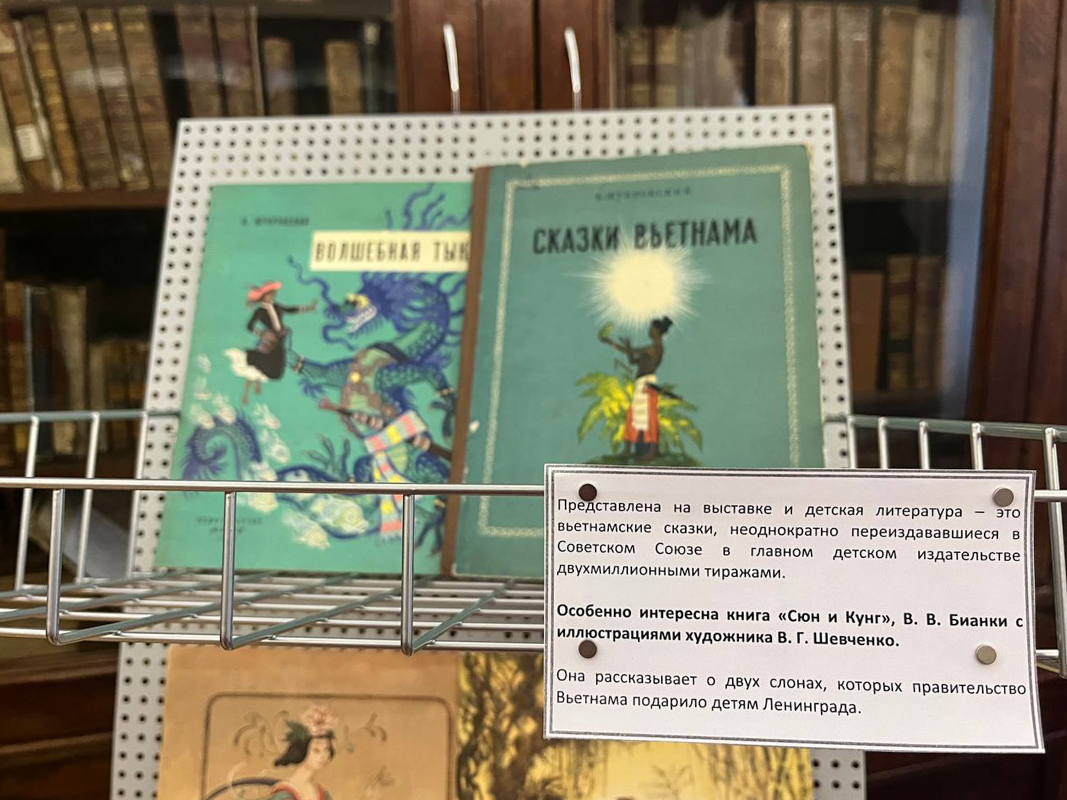 ВОЛШЕБНАЯ ТЫК
СКАЗКИ ВЬЕТНАМА
Представлена на выставке и детская литература – это
вьетнамские сказки, неоднократно переиздававшиеся в
Советском Союзе в главном детском издательстве
двухмиллионными тиражами.
Особенно интересна книга «Сюн и Кунг», В. В. Бианки с
иллюстрациями художника В. Г. Шевченко.
Она рассказывает о двух слонах, которых правительство
Вьетнама подарило детям Ленинграда.